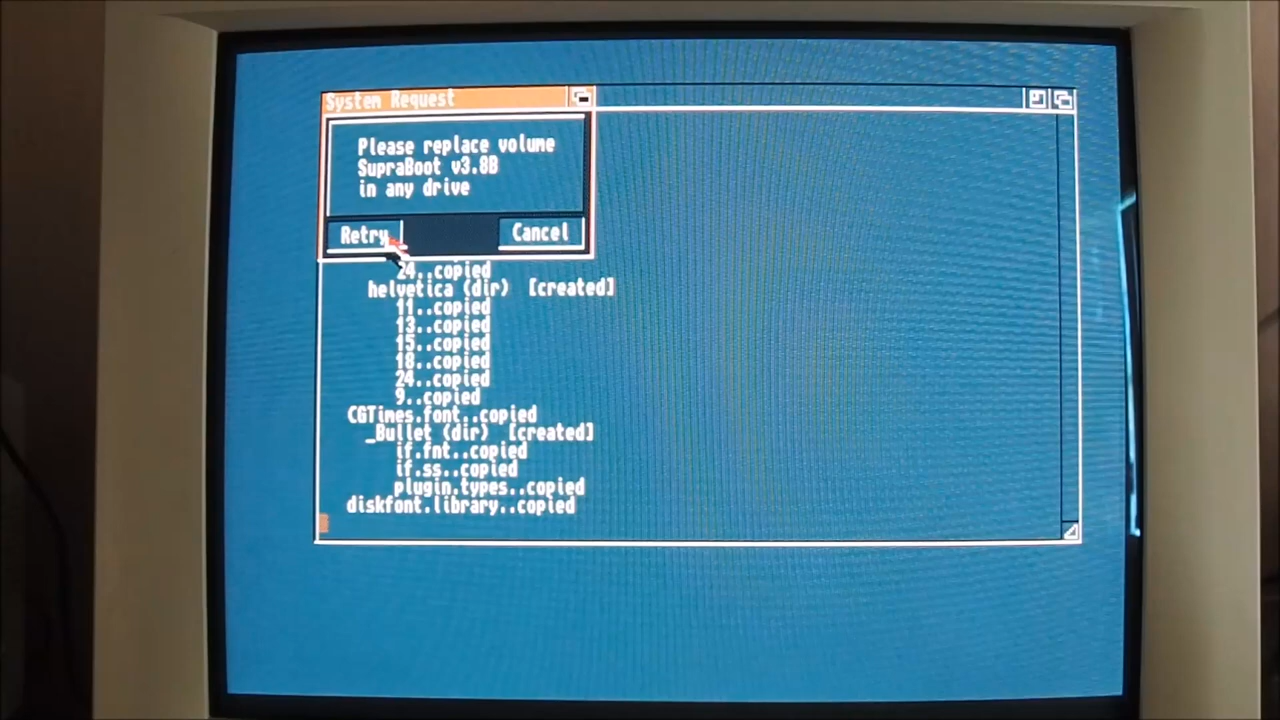 System Request
Please replace volume
SupraBoot v3.8B
in any drive
Retry
Cancel
24..copied
helvetica (dir) [created]
11..copied
13..copied
15..copied
18..copied
24..copied
9..copied
CGTimes.font..copied
_Bullet (dir) [created]
if.fnt..copied
if.ss..copied
plugin.types..copied
diskfont.library..copied